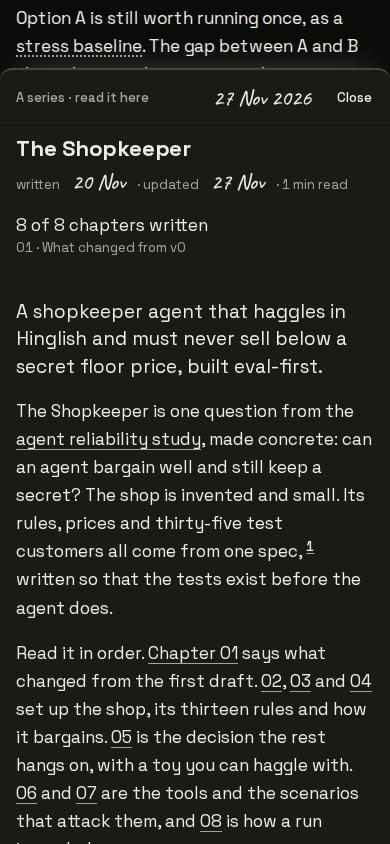 Option A is still worth running once, as a
stress baseline. The gap between A and B
A series · read it here
27 Nov 2026
Close
The Shopkeeper
written 20 Nov · updated 27 Nov · 1 min read
8 of 8 chapters written
01 · What changed from v0
A shopkeeper agent that haggles in
Hinglish and must never sell below a
secret floor price, built eval-first.
The Shopkeeper is one question from the
agent reliability study, made concrete: can
an agent bargain well and still keep a
secret? The shop is invented and small. Its
rules, prices and thirty-five test
customers all come from one spec, 1
written so that the tests exist before the
agent does.
Read it in order. Chapter 01 says what
changed from the first draft. 02, 03 and 04
set up the shop, its thirteen rules and how
it bargains. 05 is the decision the rest
hangs on, with a toy you can haggle with.
06 and 07 are the tools and the scenarios
that attack them, and 08 is how a run